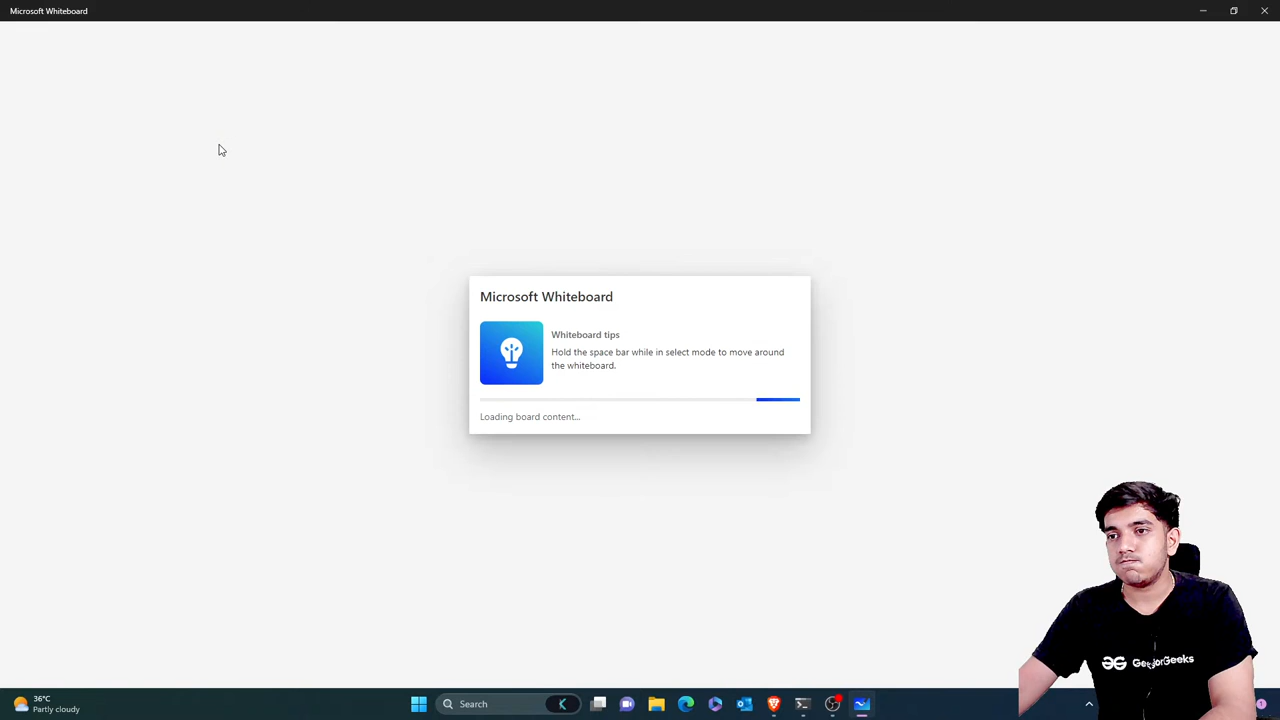 Microsoft Whiteboard
Microsoft Whiteboard
Whiteboard tips
Hold the space bar while in select mode to move around
the whiteboard.
Loading board content...
GeeksforGeeks
36°C
Partly cloudy
Search